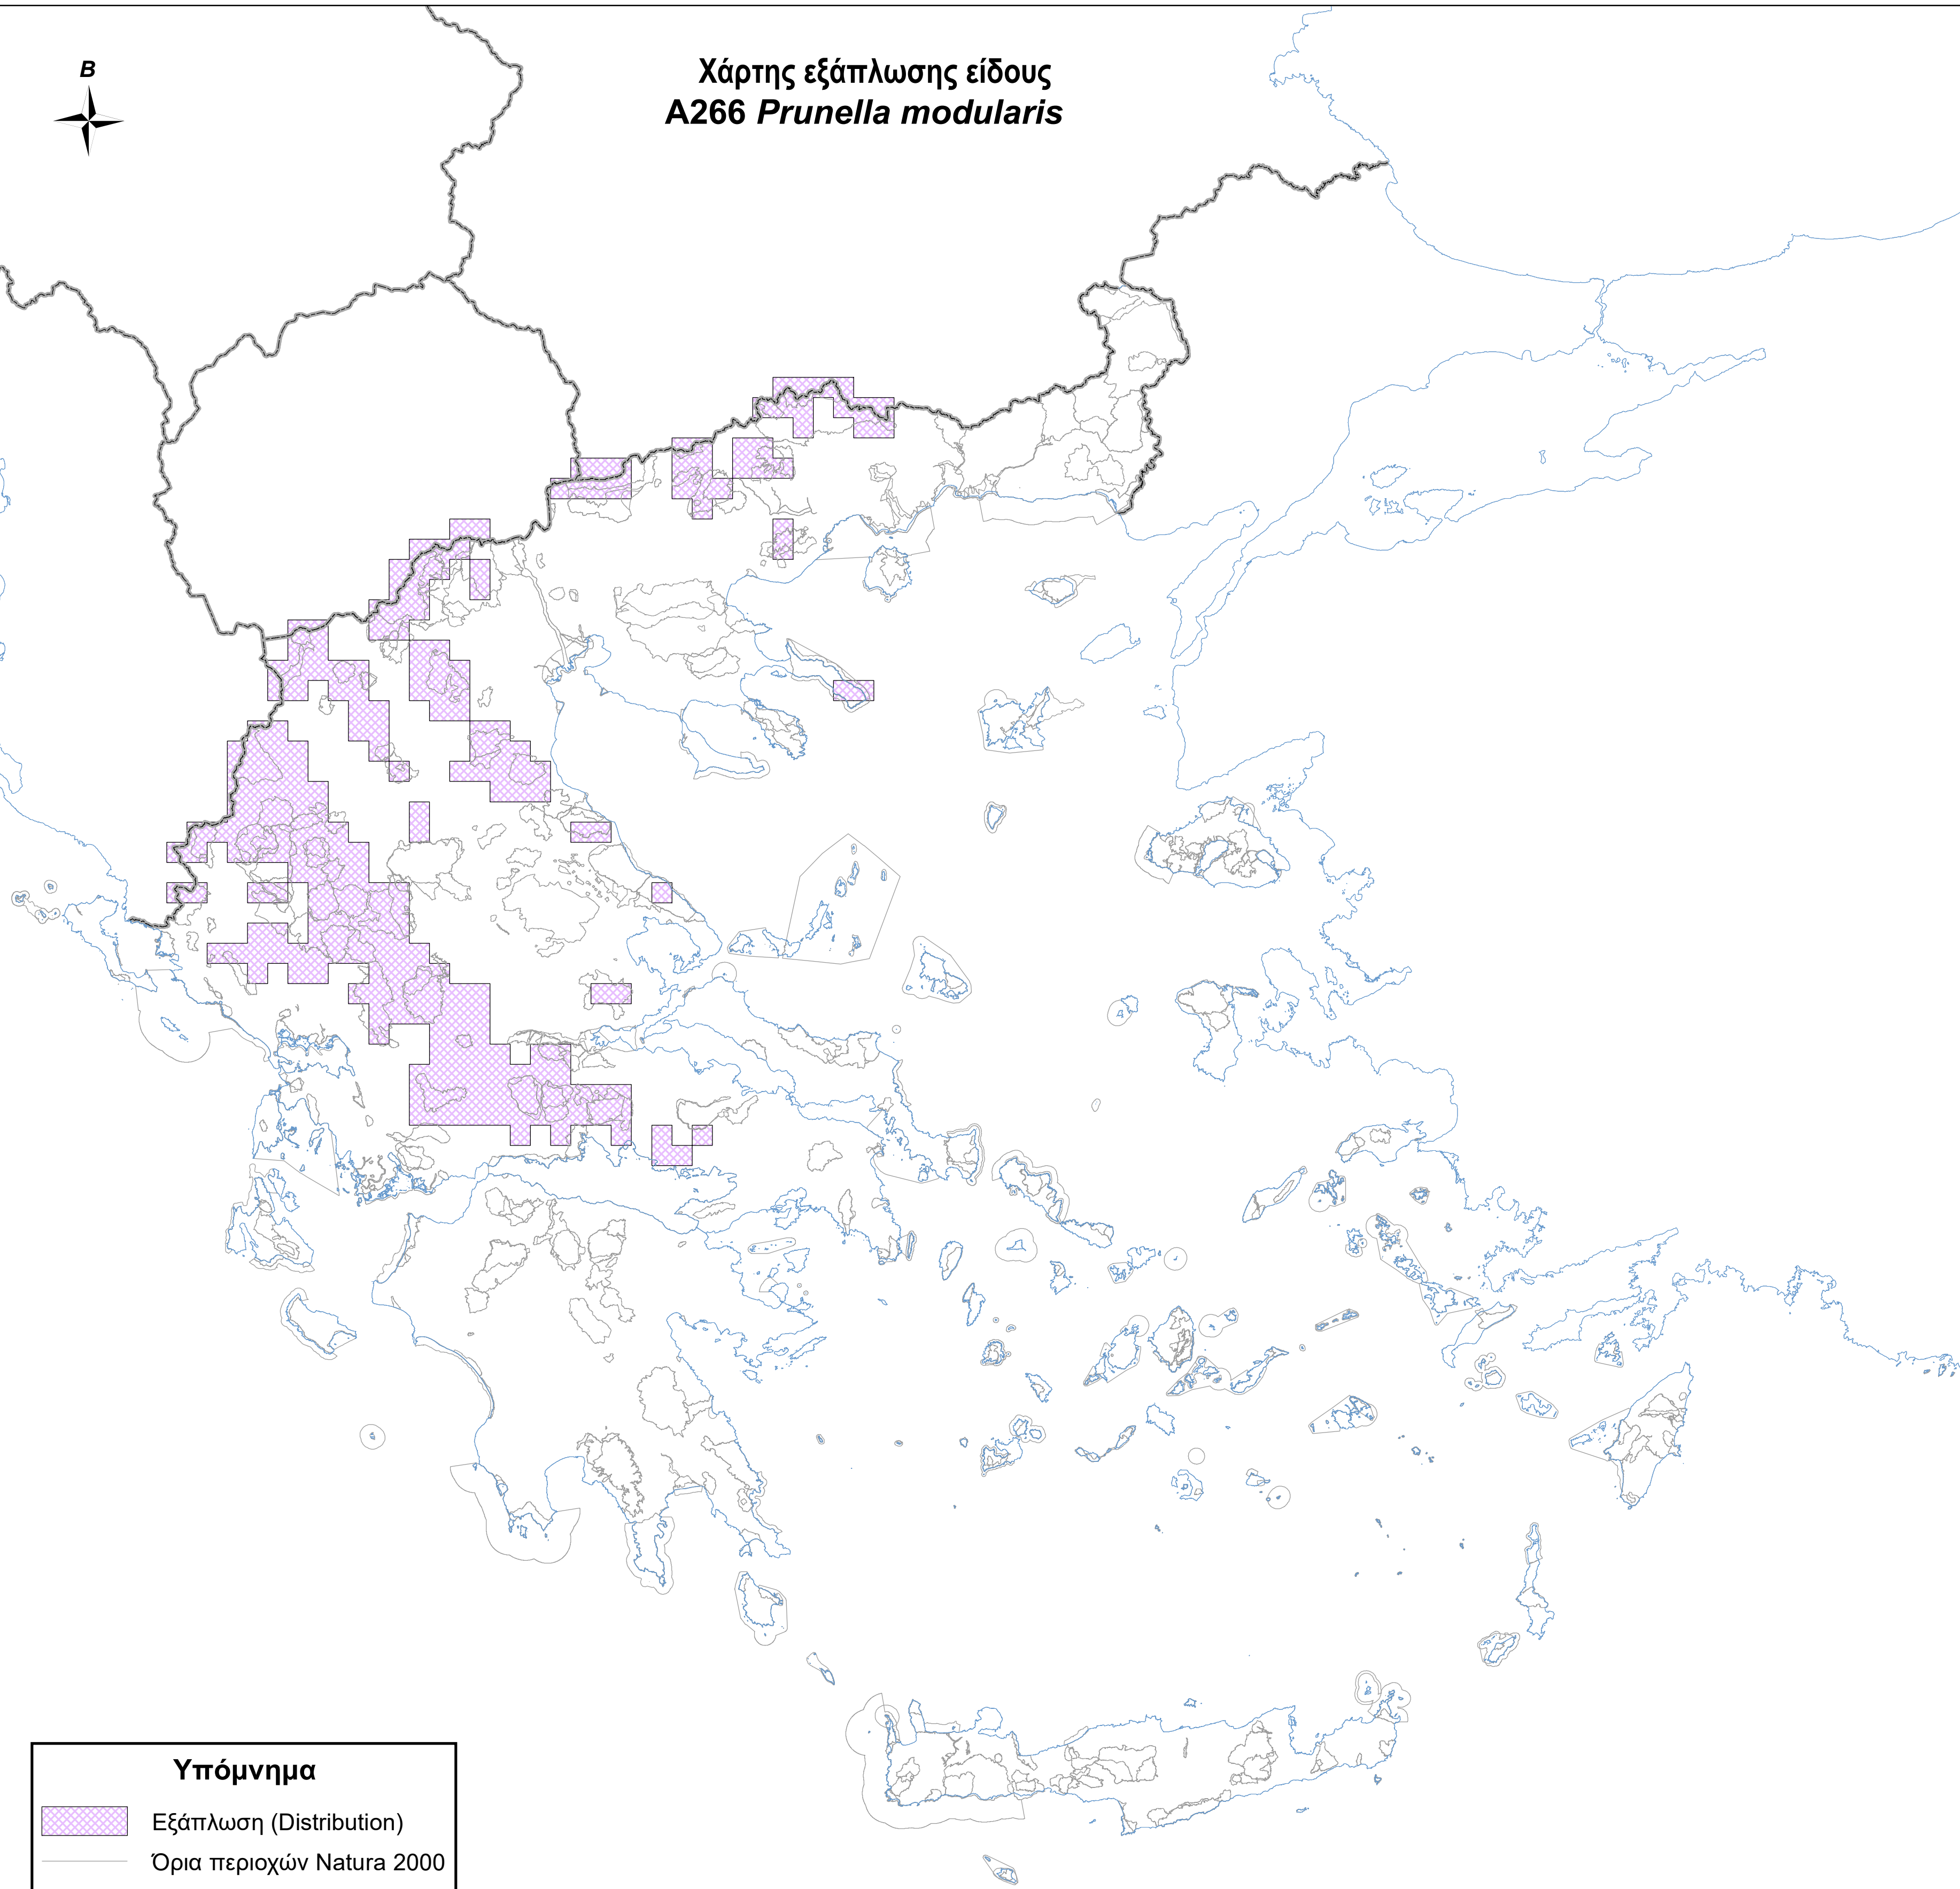 Β
Χάρτης εξάπλωσης είδους
A266 Prunella modularis
Υπόμνημα
Εξάπλωση (Distribution)
Όρια περιοχών Natura 2000